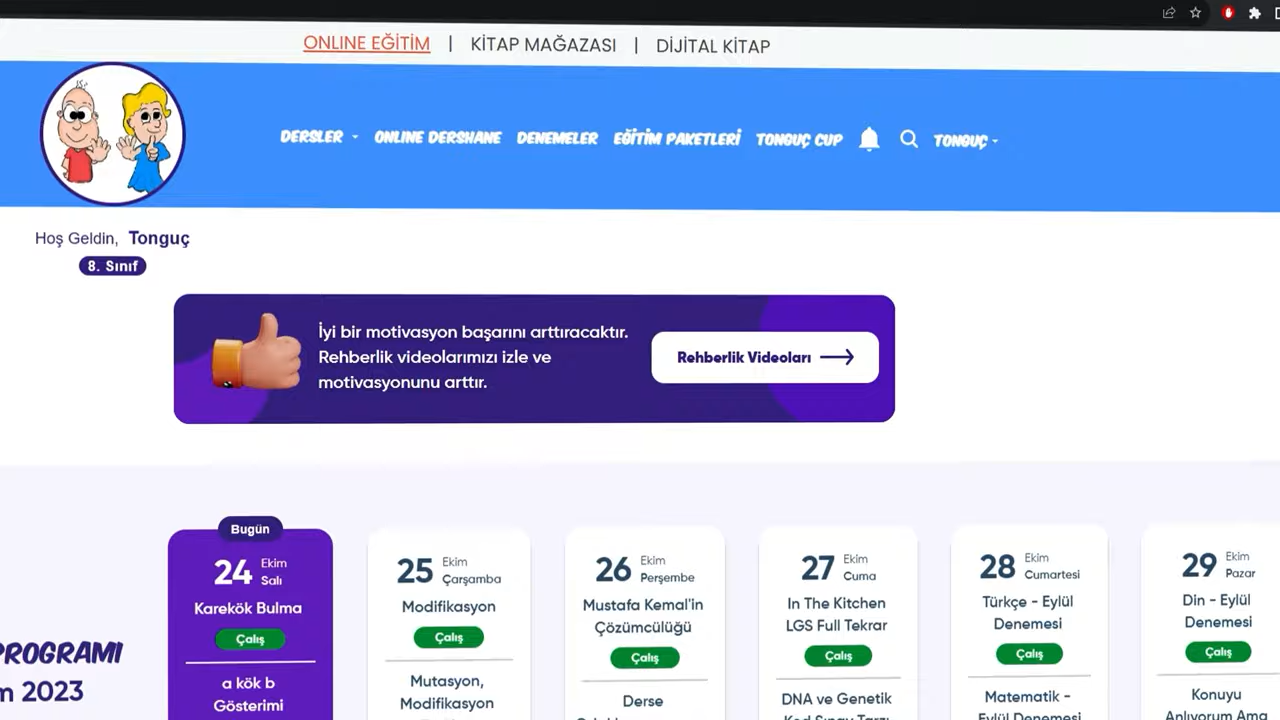 ONLINE EĞİTİM | KİTAP MAĞAZASI | DİJİTAL KİTAP
DERSLER ONLINE DERSHANE DENEMELER EĞİTİM PAKETLERİ TONGUÇ CUP TONGUÇ
Hoş Geldin, Tonguç
8. Sınıf
İyi bir motivasyon başarını arttıracaktır.
Rehberlik videolarımızı izle ve
motivasyonunu arttır.
Rehberlik Videoları
PROGRAMI
2023
Bugün
24 Ekim
Salı
Karekök Bulma
Çalış
a kök b
Gösterimi
25 Ekim
Çarşamba
Modifikasyon
Çalış
Mutasyon,
Modifikasyon
26 Ekim
Perşembe
Mustafa Kemal'in
Çözümcülüğü
Çalış
Derse
27 Ekim
Cuma
In The Kitchen
LGS Full Tekrar
Çalış
DNA ve Genetik
Kod Sınav Tarzı
28 Ekim
Cumartesi
Türkçe - Eylül
Denemesi
Çalış
Matematik -
Eylül Denemesi
29 Ekim
Pazar
Din - Eylül
Denemesi
Çalış
Konuyu
Anlıyorum Ama